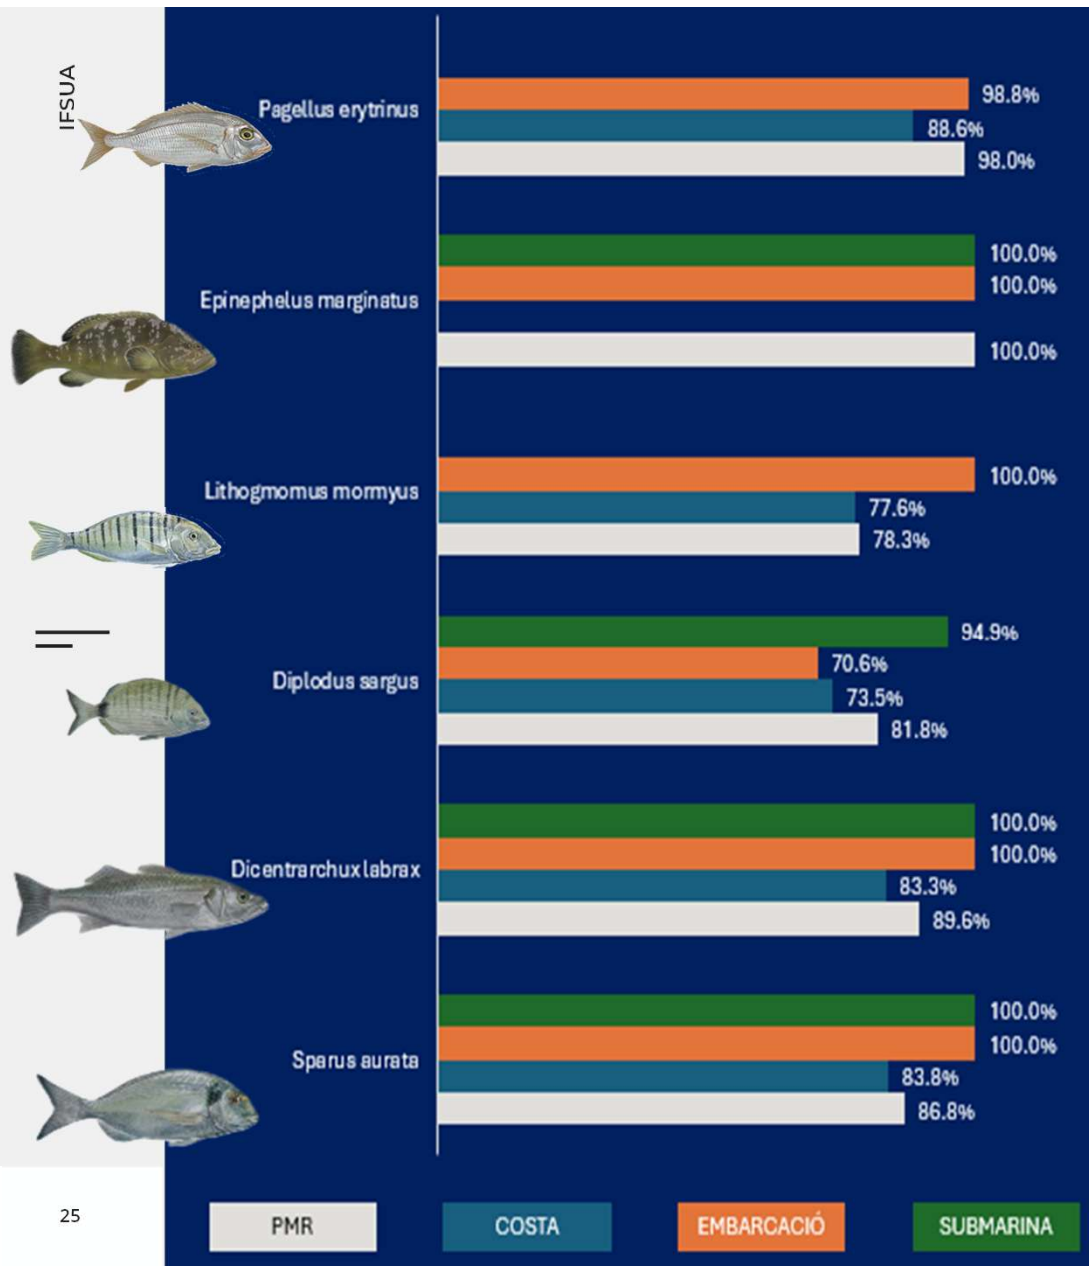 IFSUA
Pagellus erytrinus
98.8%
88.6%
98.0%
Epinephelus marginatus
100.0%
100.0%
100.0%
Lithogmomus mormyus
100.0%
77.6%
78.3%
Diplodus sargus
94.9%
70.6%
73.5%
81.8%
Dicentrarchux labrax
100.0%
100.0%
83.3%
89.6%
Sparus aurata
100.0%
100.0%
83.8%
86.8%
25
PMR
COSTA
EMBARCACIÓ
SUBMARINA